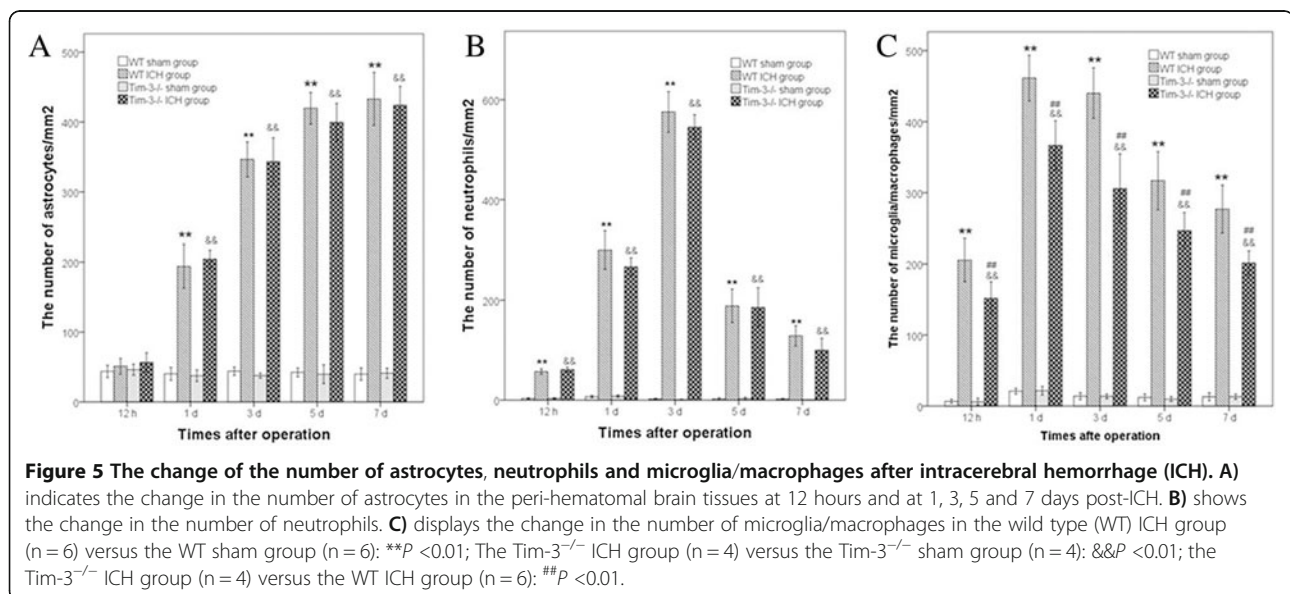 A
The number of astrocytes/mm2
500
400
300
200
100
0
WT sham group
WT ICH group
Tim-3-/- sham group
Tim-3-/- ICH group
**
&&
**
&&
**
&&
**
&&
12 h
1 d
3 d
5 d
7 d
Times after operation
B
The number of neutrophils/mm2
600
400
200
0
WT sham group
WT ICH group
Tim-3-/- sham group
Tim-3-/- ICH group
**
&&
**
&&
**
&&
**
&&
**
&&
12 h
1 d
3 d
5 d
7 d
Times after operation
C
The number of microglia/macrophages/mm2
500
400
300
200
100
0
WT sham group
WT ICH group
Tim-3-/- sham group
Tim-3-/- ICH group
**
##
&&
**
##
&&
**
##
&&
**
##
&&
**
##
&&
12 h
1 d
3 d
5 d
7 d
Times afte operation
Figure 5 The change of the number of astrocytes, neutrophils and microglia/macrophages after intracerebral hemorrhage (ICH). A)
indicates the change in the number of astrocytes in the peri-hematomal brain tissues at 12 hours and at 1, 3, 5 and 7 days post-ICH. B) shows
the change in the number of neutrophils. C) displays the change in the number of microglia/macrophages in the wild type (WT) ICH group
(n = 6) versus the WT sham group (n = 6): **P <0.01; The Tim-3−/− ICH group (n = 4) versus the Tim-3−/− sham group (n = 4): &&P <0.01; the
Tim-3−/− ICH group (n = 4) versus the WT ICH group (n = 6): ##P <0.01.